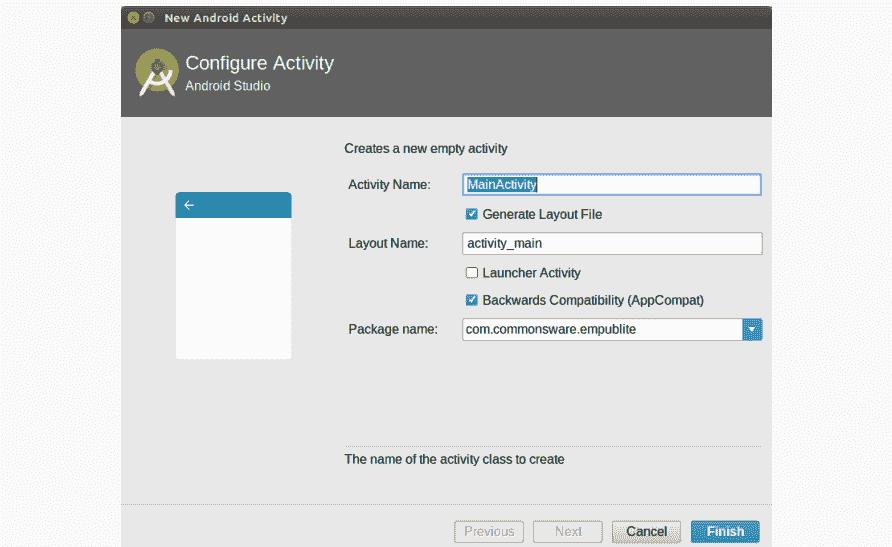 New Android Activity
Configure Activity
Android Studio
Creates a new empty activity
Activity Name: MainActivity
Generate Layout File
Layout Name: activity_main
Launcher Activity
Backwards Compatibility (AppCompat)
Package name: com.commonsware.empublite
The name of the activity class to create
Previous Next Cancel Finish